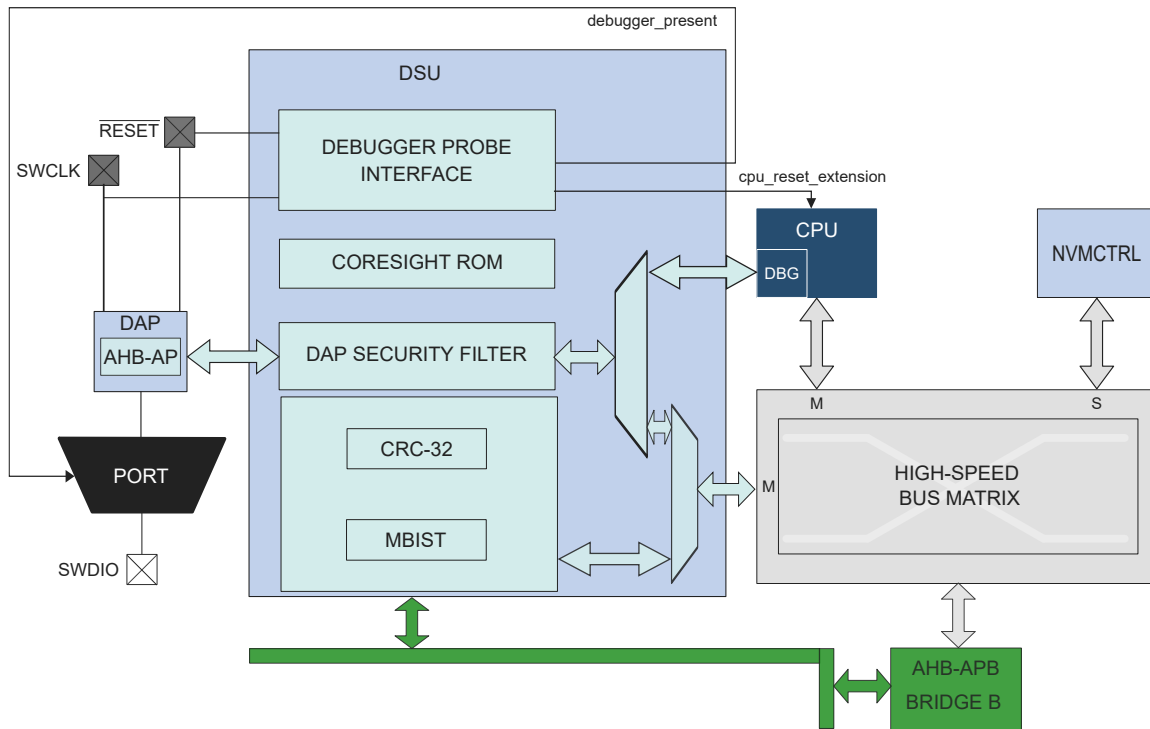 debugger_present
DSU
RESET
DEBUGGER PROBE
INTERFACE
SWCLK
cpu_reset_extension
CPU
DBG
NVMCTRL
CORESIGHT ROM
DAP
AHB-AP
DAP SECURITY FILTER
M
S
CRC-32
PORT
HIGH-SPEED
BUS MATRIX
M
MBIST
SWDIO
AHB-APB
BRIDGE B